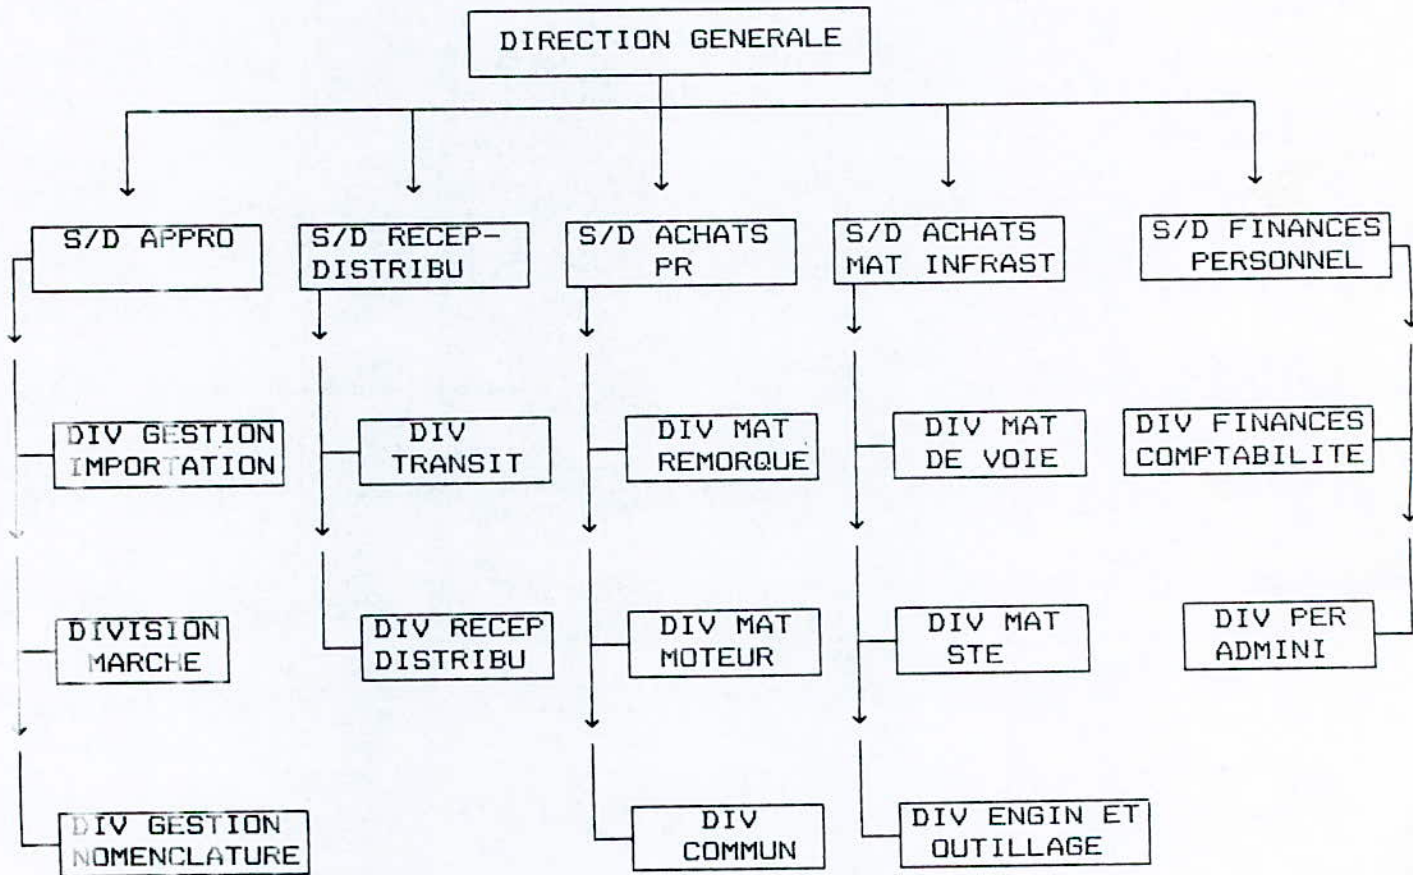 DIRECTION GENERALE
S/D APPRO
S/D RECEP-
DISTRIBU
S/D ACHATS
PR
S/D ACHATS
MAT INFRAST
S/D FINANCES
PERSONNEL
DIV GESTION
IMPORTATION
DIV
TRANSIT
DIV MAT
REMORQUE
DIV MAT
DE VOIE
DIV FINANCES
COMPTABILITE
DIVISION
MARCHE
DIV RECEP
DISTRIBU
DIV MAT
MOTEUR
DIV MAT
STE
DIV PER
ADMINI
DIV GESTION
NOMENCLATURE
DIV
COMMUN
DIV ENGIN ET
OUTILLAGE